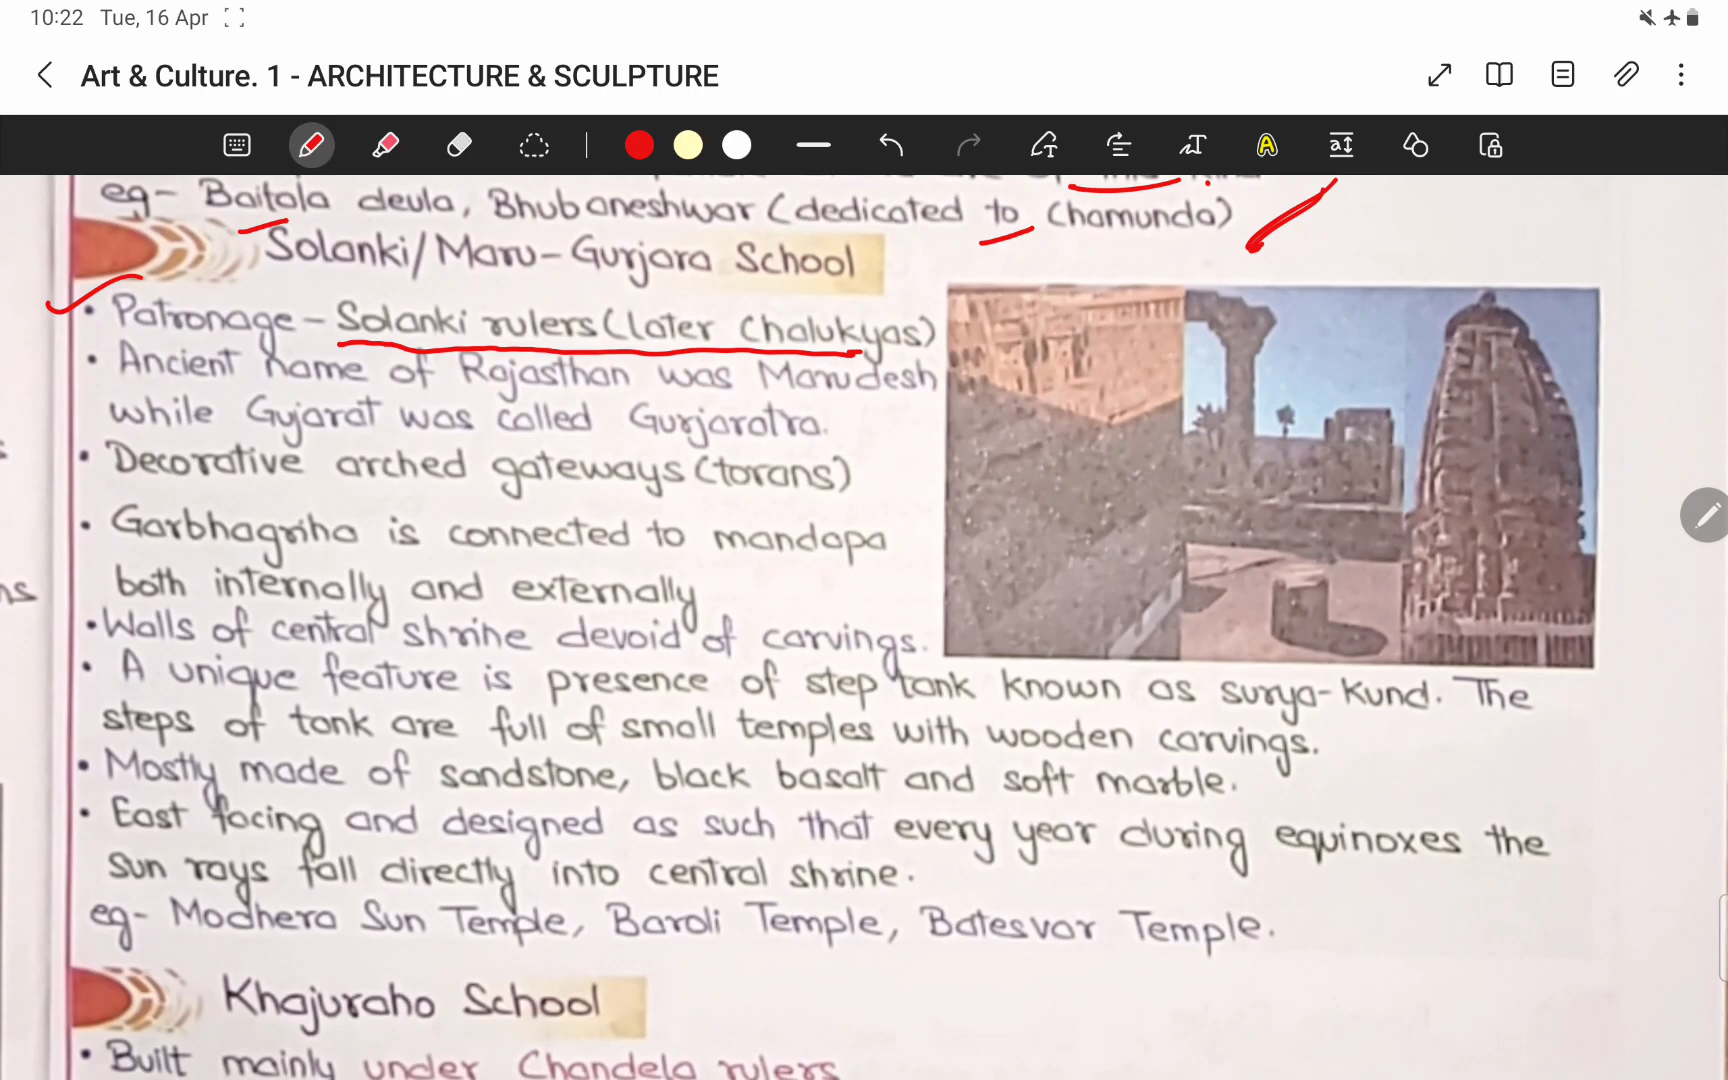 10:22 Tue, 16 Apr
Art & Culture. 1 - ARCHITECTURE & SCULPTURE
eg- Baitala deula, Bhubaneshwar (dedicated to Chamunda)
Solanki/Maru-Gurjara School
• Patronage - Solanki rulers (later Chalukyas)
• Ancient name of Rajasthan was Marudesh
while Gujarat was called Gurjaratra.
• Decorative arched gateways (torans)
• Garbhagriha is connected to mandapa
both internally and externally
• Walls of central shrine devoid of carvings.
• A unique feature is presence of step tank known as surya-kund. The
steps of tank are full of small temples with wooden carvings.
• Mostly made of sandstone, black basalt and soft marble.
• East facing and designed as such that every year during equinoxes the
Sun rays fall directly into central shrine.
eg- Modhera Sun Temple, Baroli Temple, Batesvar Temple.
Khajuraho School
• Built mainly under Chandela rulers